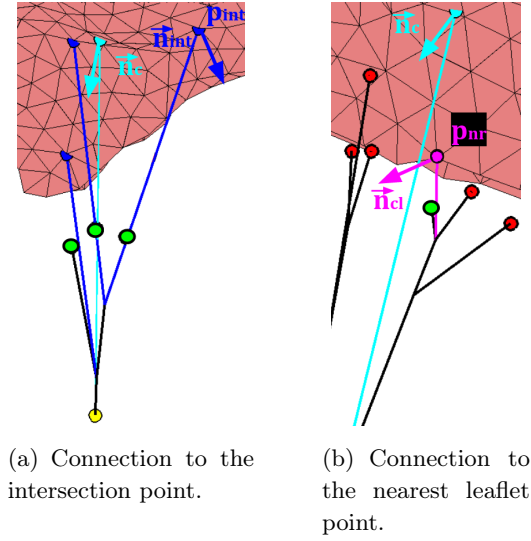 p_int
n_int
n_c
n_c
p_nr
n_cl
(a) Connection to the
intersection point.
(b) Connection to
the nearest leaflet
point.